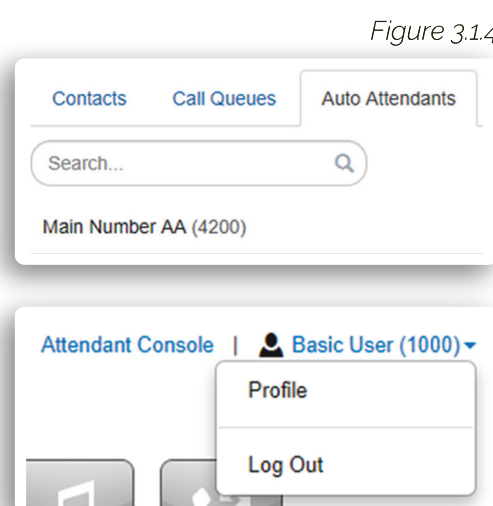 Figure 3.1.4
Contacts Call Queues Auto Attendants
Search...
Main Number AA (4200)
Attendant Console | Basic User (1000)
Profile
Log Out